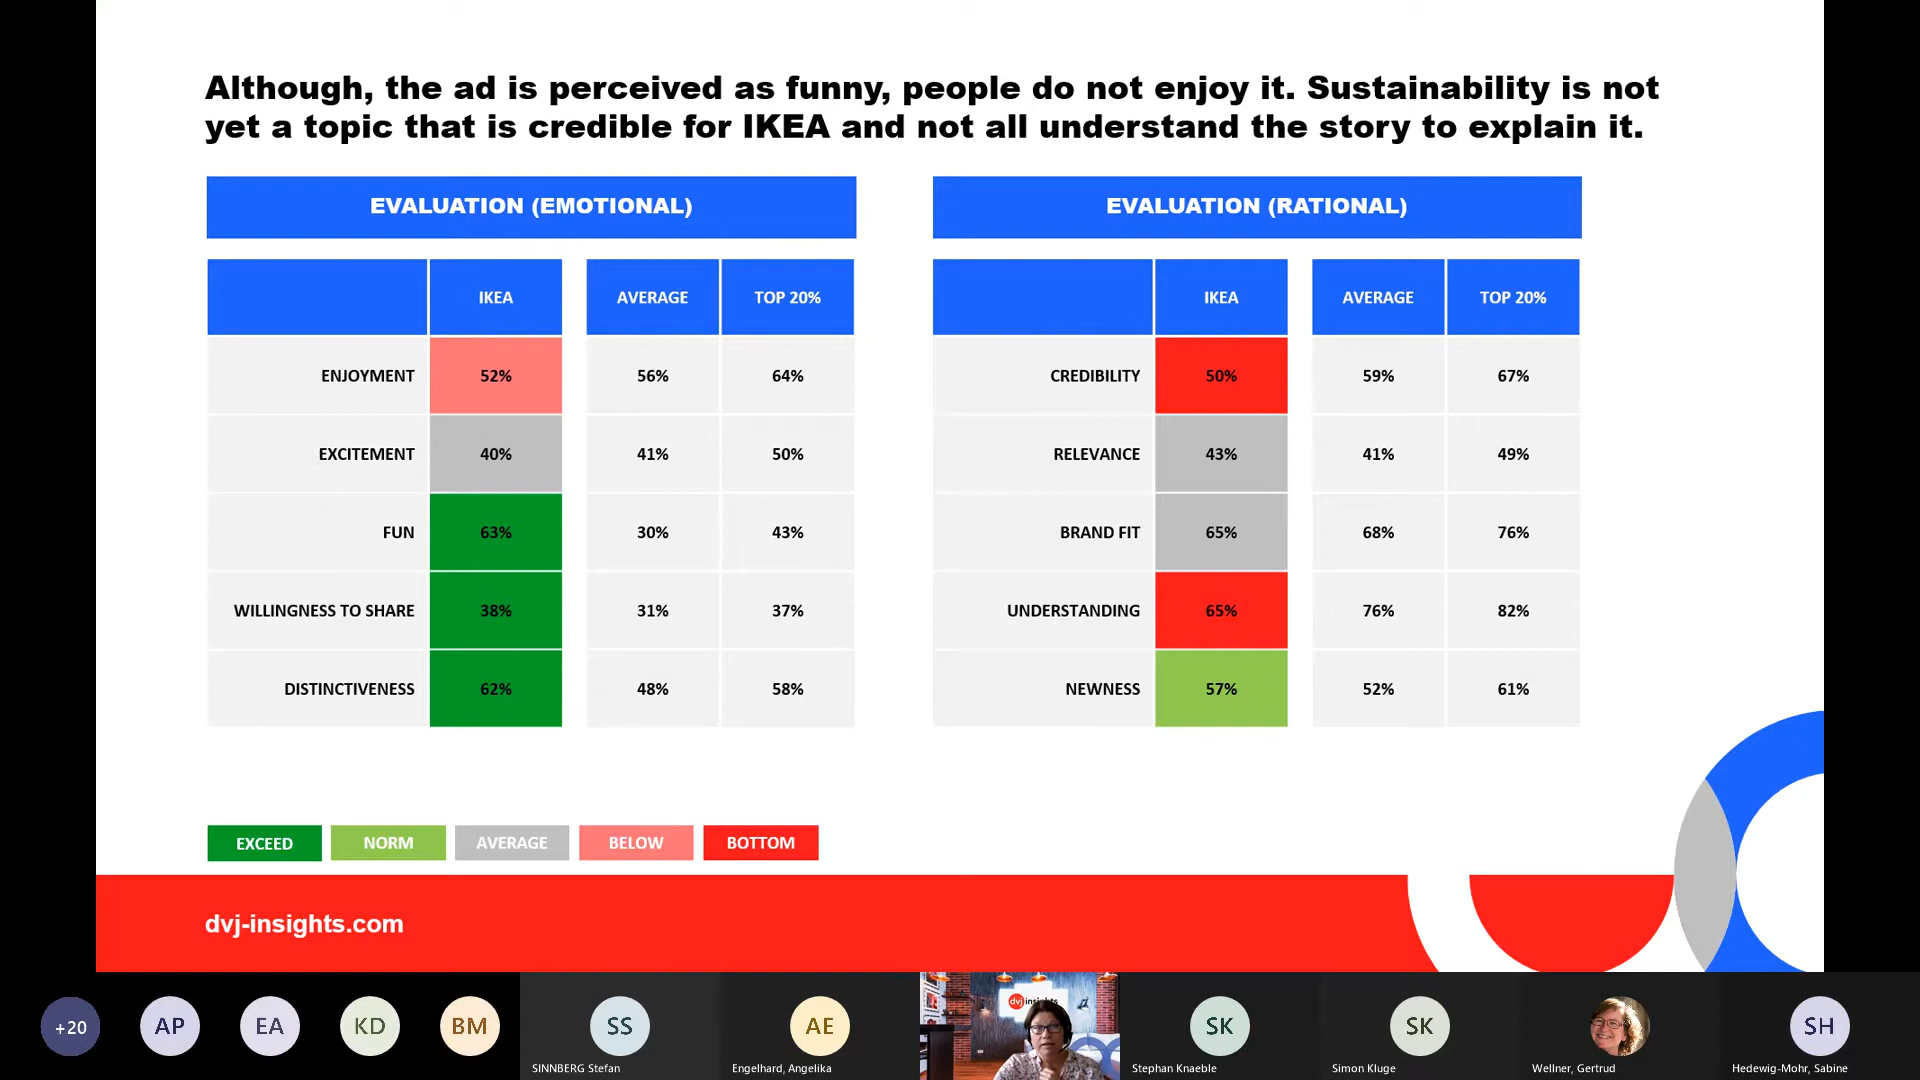 Although, the ad is perceived as funny, people do not enjoy it. Sustainability is not
yet a topic that is credible for IKEA and not all understand the story to explain it.
EVALUATION (EMOTIONAL)
IKEA AVERAGE TOP 20%
ENJOYMENT 52% 56% 64%
EXCITEMENT 40% 41% 50%
FUN 63% 30% 43%
WILLINGNESS TO SHARE 38% 31% 37%
DISTINCTIVENESS 62% 48% 58%
EVALUATION (RATIONAL)
IKEA AVERAGE TOP 20%
CREDIBILITY 50% 59% 67%
RELEVANCE 43% 41% 49%
BRAND FIT 65% 68% 76%
UNDERSTANDING 65% 76% 82%
NEWNESS 57% 52% 61%
EXCEED NORM AVERAGE BELOW BOTTOM
dvj-insights.com
+20 AP EA KD BM SS AE SK SK SH
dvj insights
SINNBERG Stefan Engelhard, Angelika Stephan Knaeble Simon Kluge Wellner, Gertrud Hedewig-Mohr, Sabine